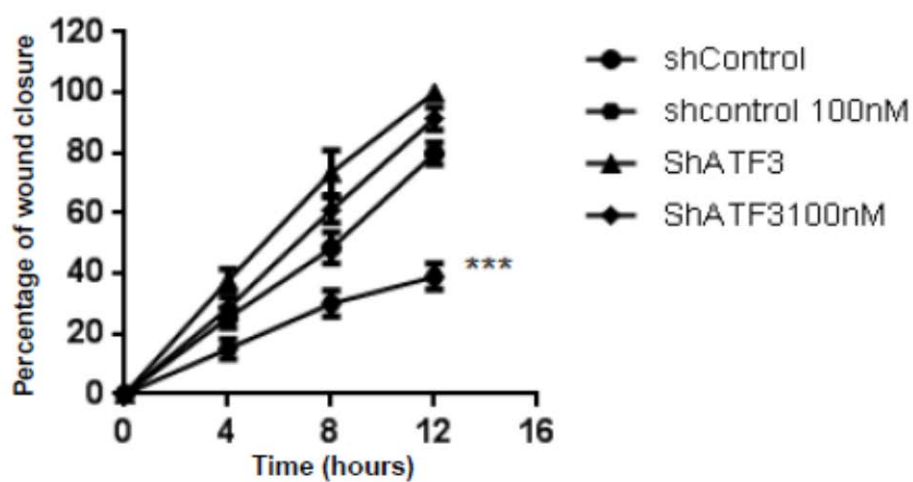 Percentage of wound closure
120
100
80
60
40
20
0
0 4 8 12 16
Time (hours)
***
shControl
shcontrol 100nM
ShATF3
ShATF3100nM